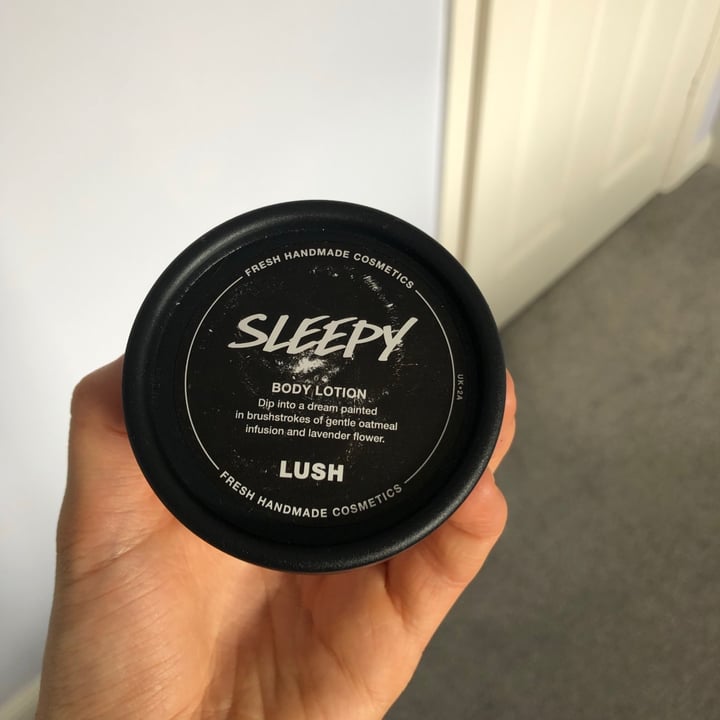 FRESH HANDMADE COSMETICS
SLEEPY
BODY LOTION
Dip into a dream painted
in brushstrokes of gentle oatmeal
infusion and lavender flower.
LUSH
FRESH HANDMADE COSMETICS
UK•2A